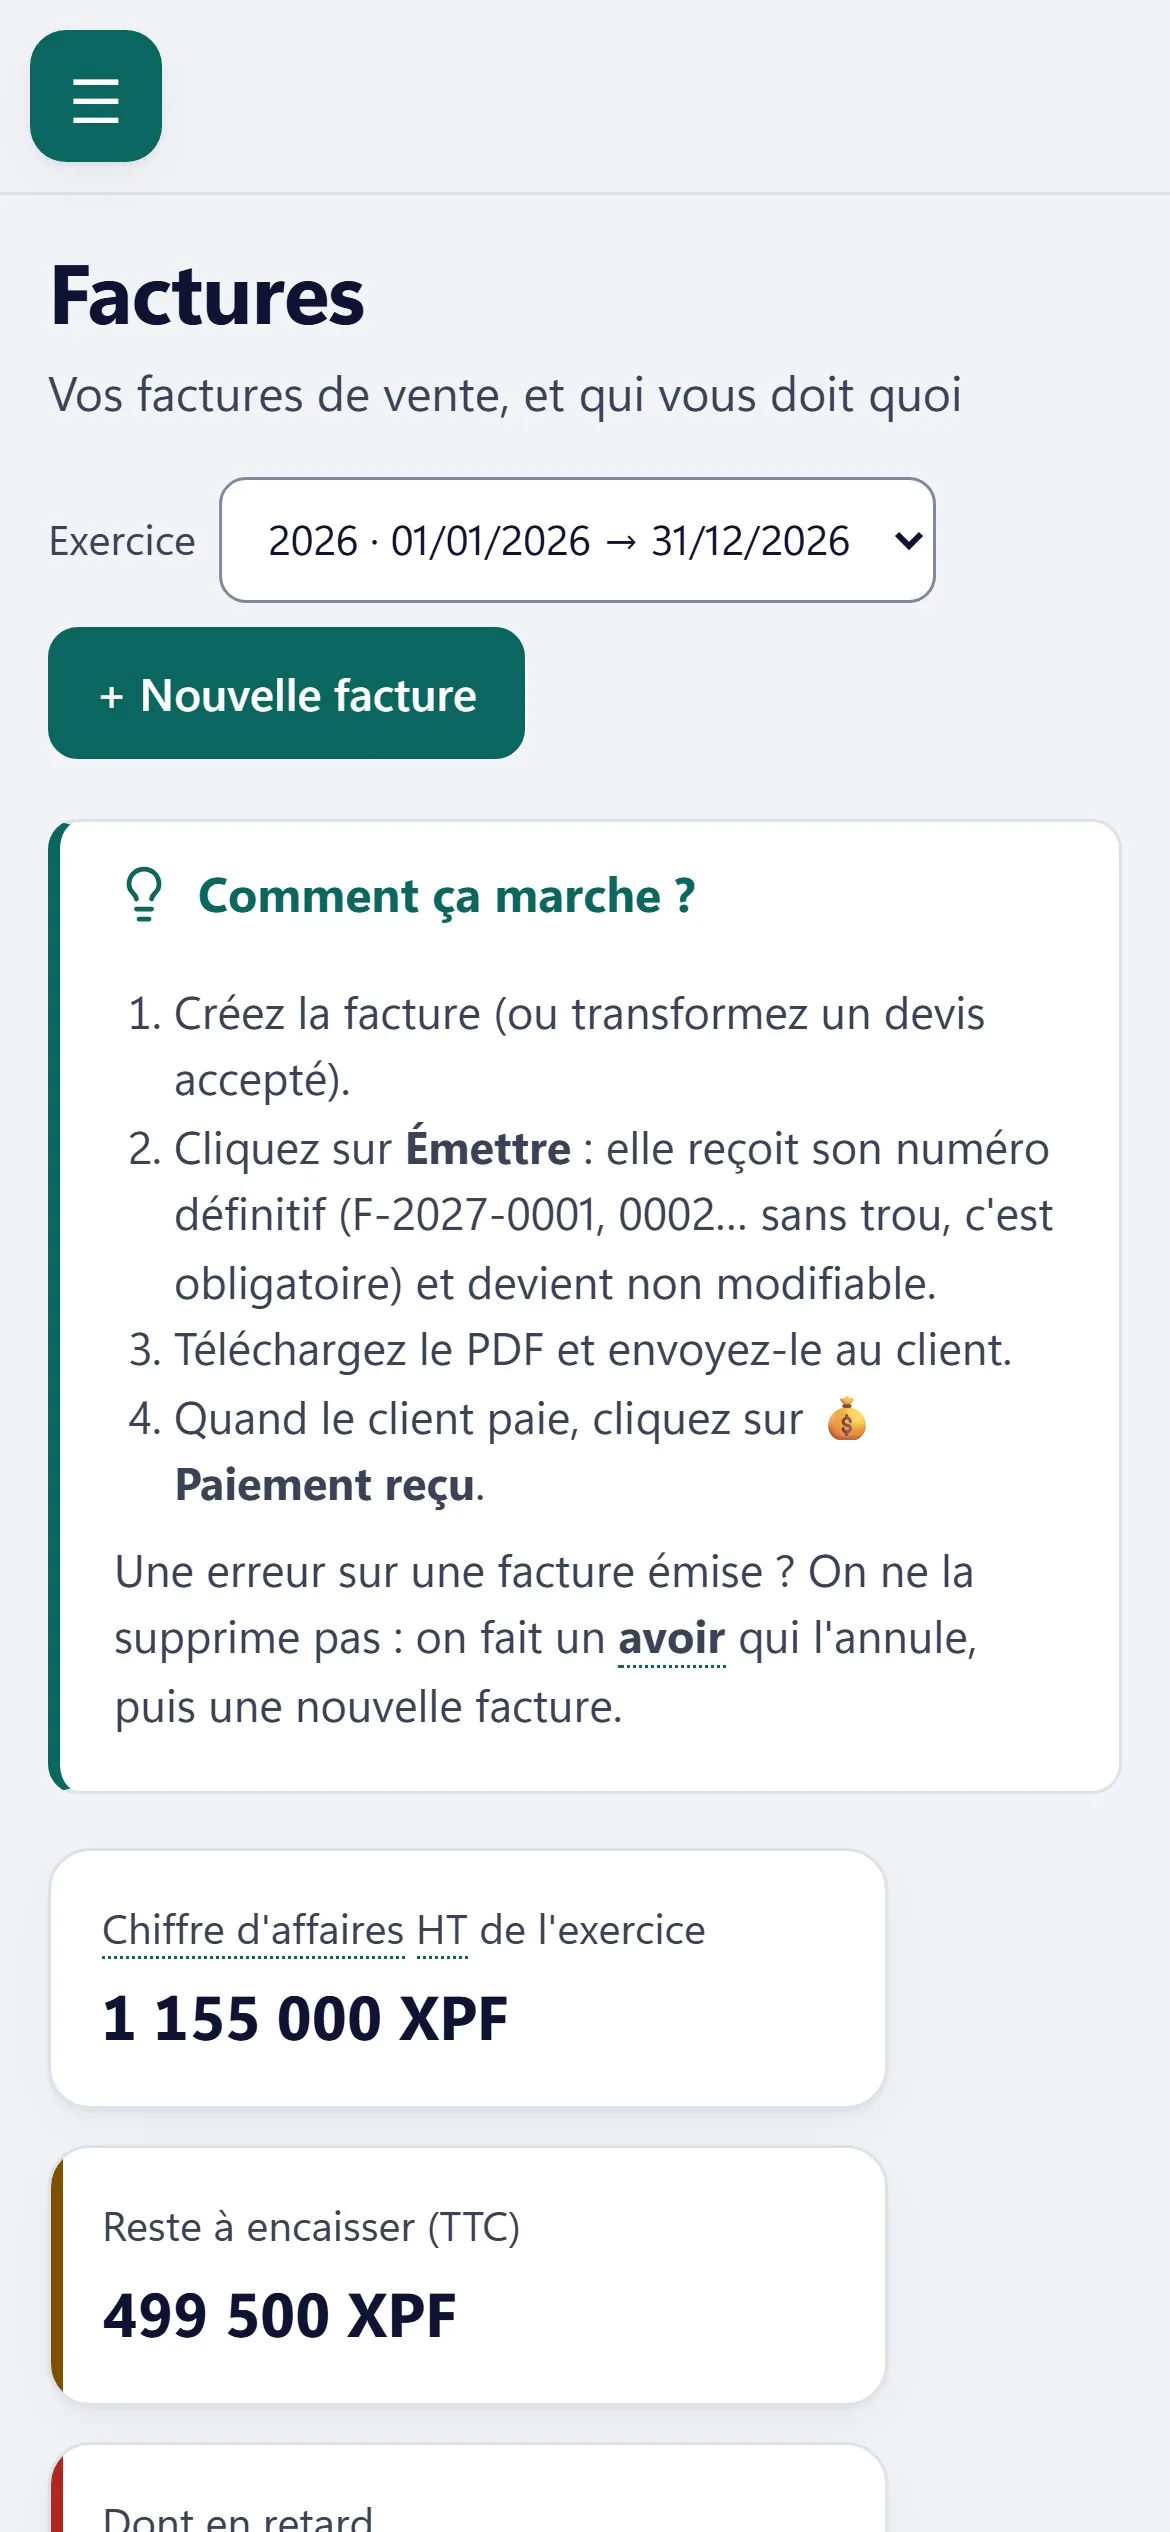 Factures
Vos factures de vente, et qui vous doit quoi
Exercice 2026 · 01/01/2026 → 31/12/2026
+ Nouvelle facture
Comment ça marche ?
1. Créez la facture (ou transformez un devis
accepté).
2. Cliquez sur Émettre : elle reçoit son numéro
définitif (F-2027-0001, 0002… sans trou, c'est
obligatoire) et devient non modifiable.
3. Téléchargez le PDF et envoyez-le au client.
4. Quand le client paie, cliquez sur 💰
Paiement reçu.
Une erreur sur une facture émise ? On ne la
supprime pas : on fait un avoir qui l'annule,
puis une nouvelle facture.
Chiffre d'affaires HT de l'exercice
1 155 000 XPF
Reste à encaisser (TTC)
499 500 XPF
Dont en retard